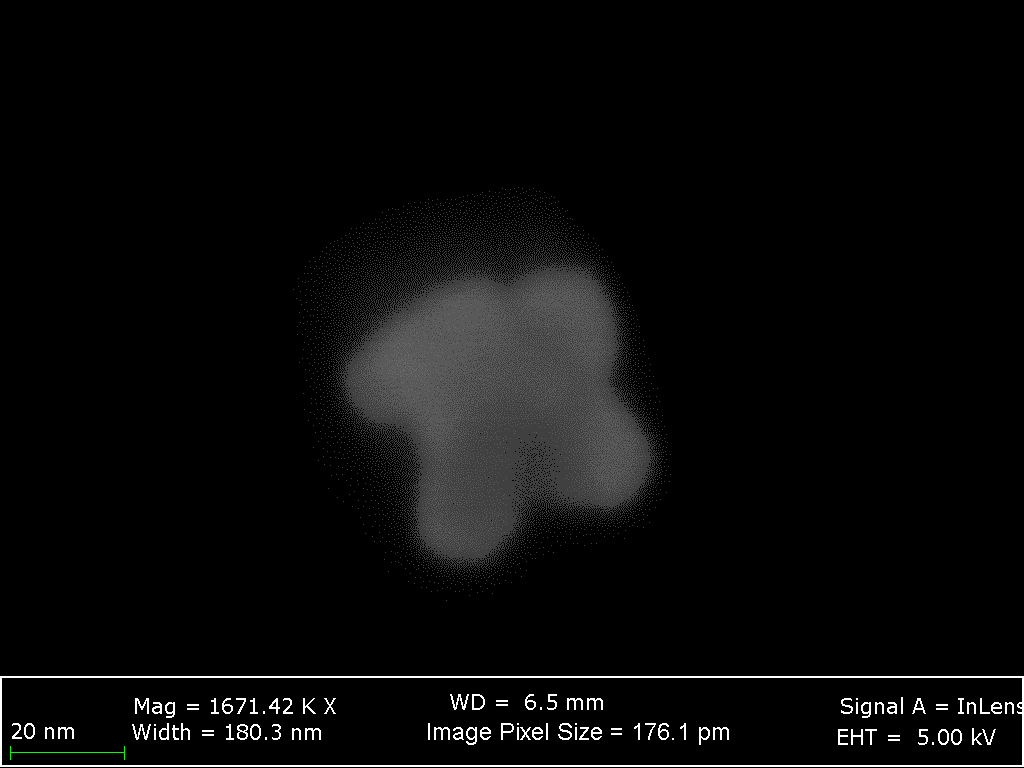 20 nm
Mag = 1671.42 K X
Width = 180.3 nm
WD = 6.5 mm
Image Pixel Size = 176.1 pm
Signal A = InLens
EHT = 5.00 kV